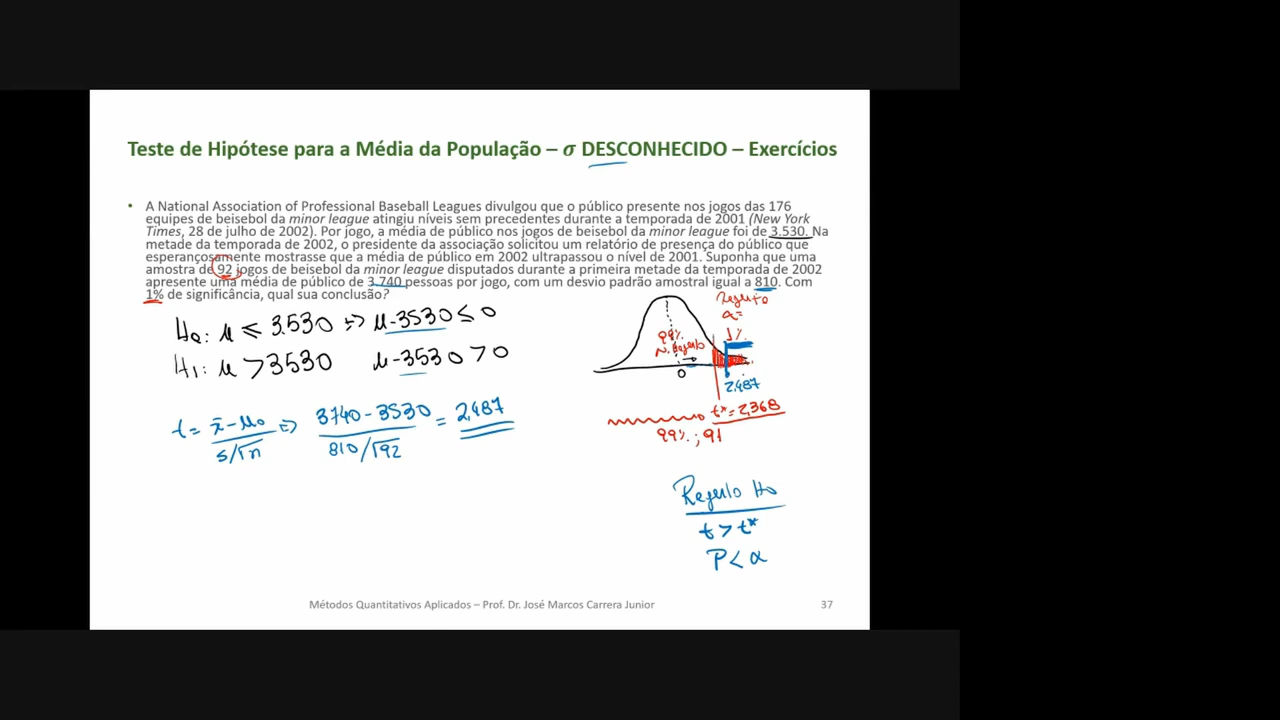 Teste de Hipótese para a Média da População – σ DESCONHECIDO – Exercícios
• A National Association of Professional Baseball Leagues divulgou que o público presente nos jogos das 176
equipes de beisebol da minor league atingiu níveis sem precedentes durante a temporada de 2001 (New York
Times, 28 de julho de 2002). Por jogo, a média de público nos jogos de beisebol da minor league foi de 3.530. Na
metade da temporada de 2002, o presidente da associação solicitou um relatório de presença do público que
esperançosamente mostrasse que a média de público em 2002 ultrapassou o nível de 2001. Suponha que uma
amostra de 92 jogos de beisebol da minor league disputados durante a primeira metade da temporada de 2002
apresente uma média de público de 3.740 pessoas por jogo, com um desvio padrão amostral igual a 810. Com
1% de significância, qual sua conclusão?
H0: μ ≤ 3.530 => μ-3530 ≤ 0
H1: μ > 3530 μ-3530 > 0
t = x̄-μ0 / s/√n => 3740-3530 / 810/√92 = 2,487
Rejeito
α=
1%
99%
N. Rejeito
0
2,487
t* = 2,368
99% ; 91
Rejeito H0
t > t*
P < α
Métodos Quantitativos Aplicados – Prof. Dr. José Marcos Carrera Junior
37